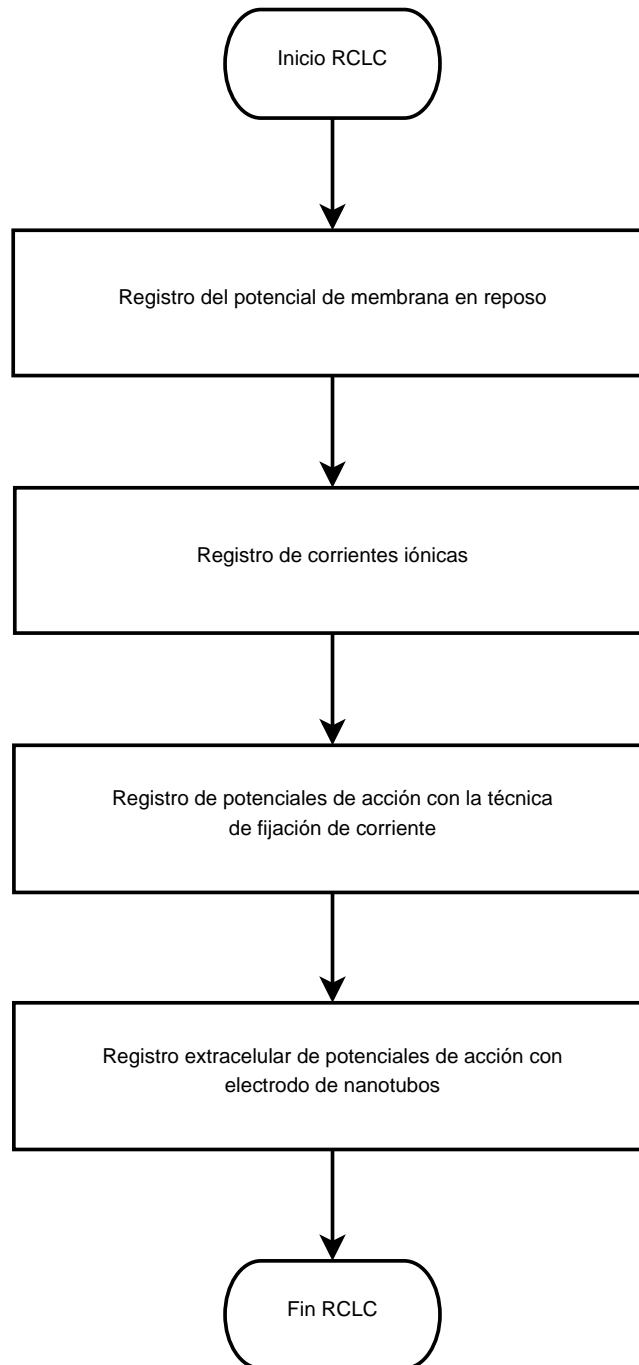 Inicio RCLC
Registro del potencial de membrana en reposo
Registro de corrientes iónicas
Registro de potenciales de acción con la técnica
de fijación de corriente
Registro extracelular de potenciales de acción con
electrodo de nanotubos
Fin RCLC